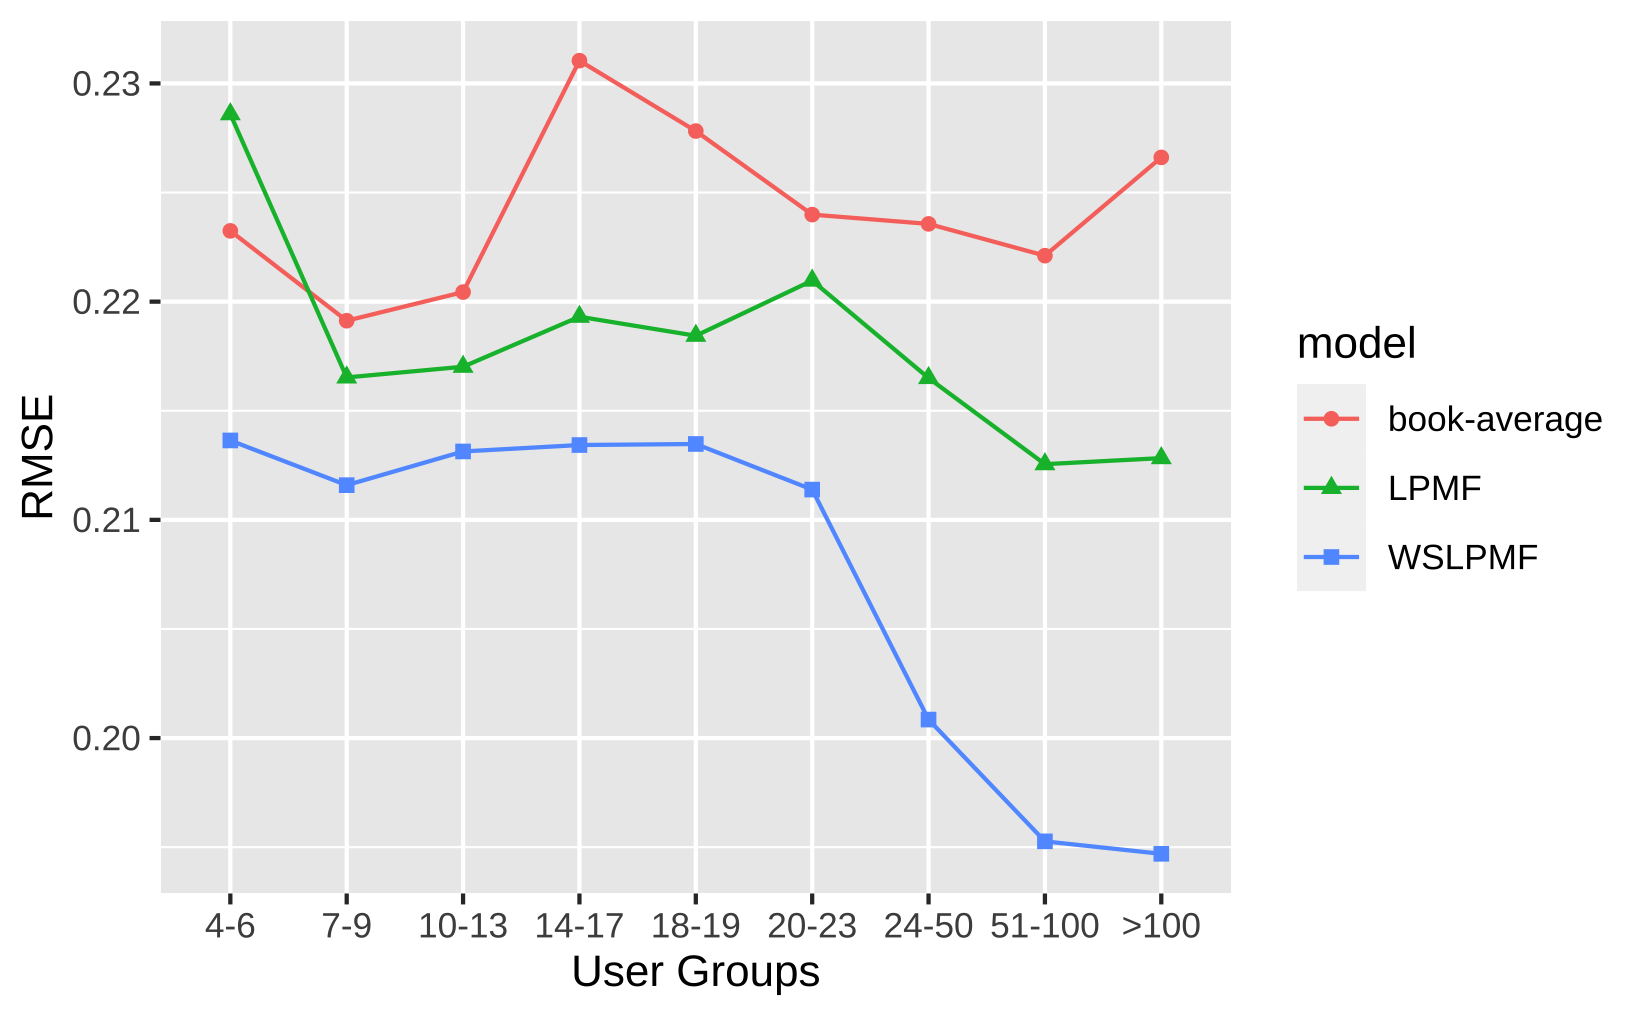 0.23
0.22
0.21
0.20
RMSE
4-6 7-9 10-13 14-17 18-19 20-23 24-50 51-100 >100
User Groups
model
book-average
LPMF
WSLPMF